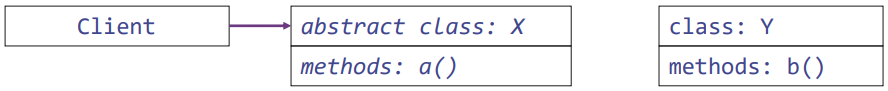 Client
abstract class: X
methods: a()
class: Y
methods: b()